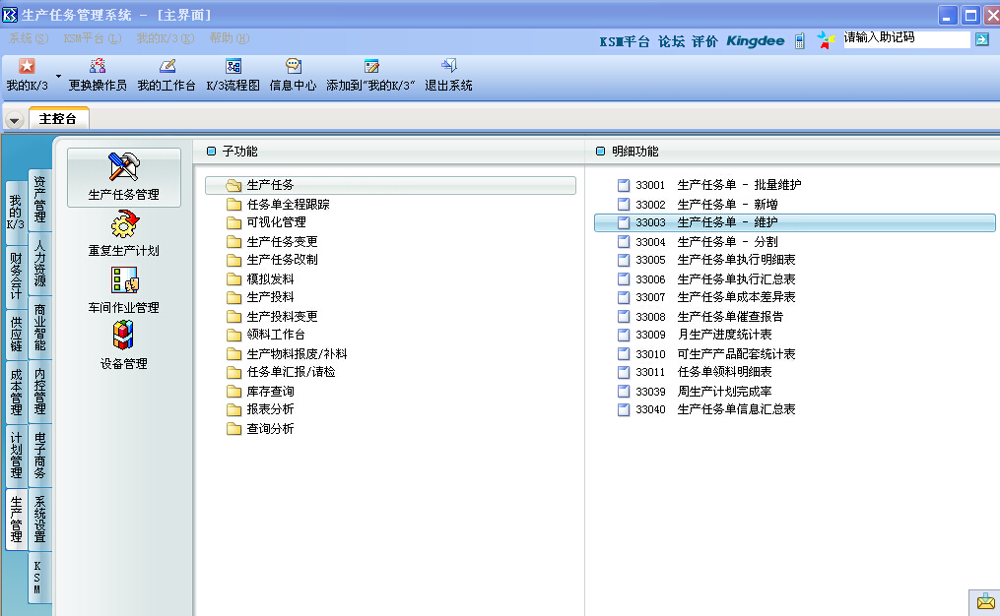 生产任务管理系统 - [主界面]
系统(S) KSM平台(L) 我的K/3(K) 帮助(H)
KSM平台 论坛 评价 Kingdee 请输入助记码
我的K/3 更换操作员 我的工作台 K/3流程图 信息中心 添加到“我的K/3” 退出系统
主控台
我的K/3
财务会计
供应链
成本管理
计划管理
生产管理
资产管理
人力资源
商业智能
内控管理
电子商务
系统设置
KSM
生产任务管理
重复生产计划
车间作业管理
设备管理
子功能
生产任务
任务单全程跟踪
可视化管理
生产任务变更
生产任务改制
模拟发料
生产投料
生产投料变更
领料工作台
生产物料报废/补料
任务单汇报/请检
库存查询
报表分析
查询分析
明细功能
33001 生产任务单 - 批量维护
33002 生产任务单 - 新增
33003 生产任务单 - 维护
33004 生产任务单 - 分割
33005 生产任务单执行明细表
33006 生产任务单执行汇总表
33007 生产任务单成本差异表
33008 生产任务单催查报告
33009 月生产进度统计表
33010 可生产产品配套统计表
33011 任务单领料明细表
33039 周生产计划完成率
33040 生产任务单信息汇总表